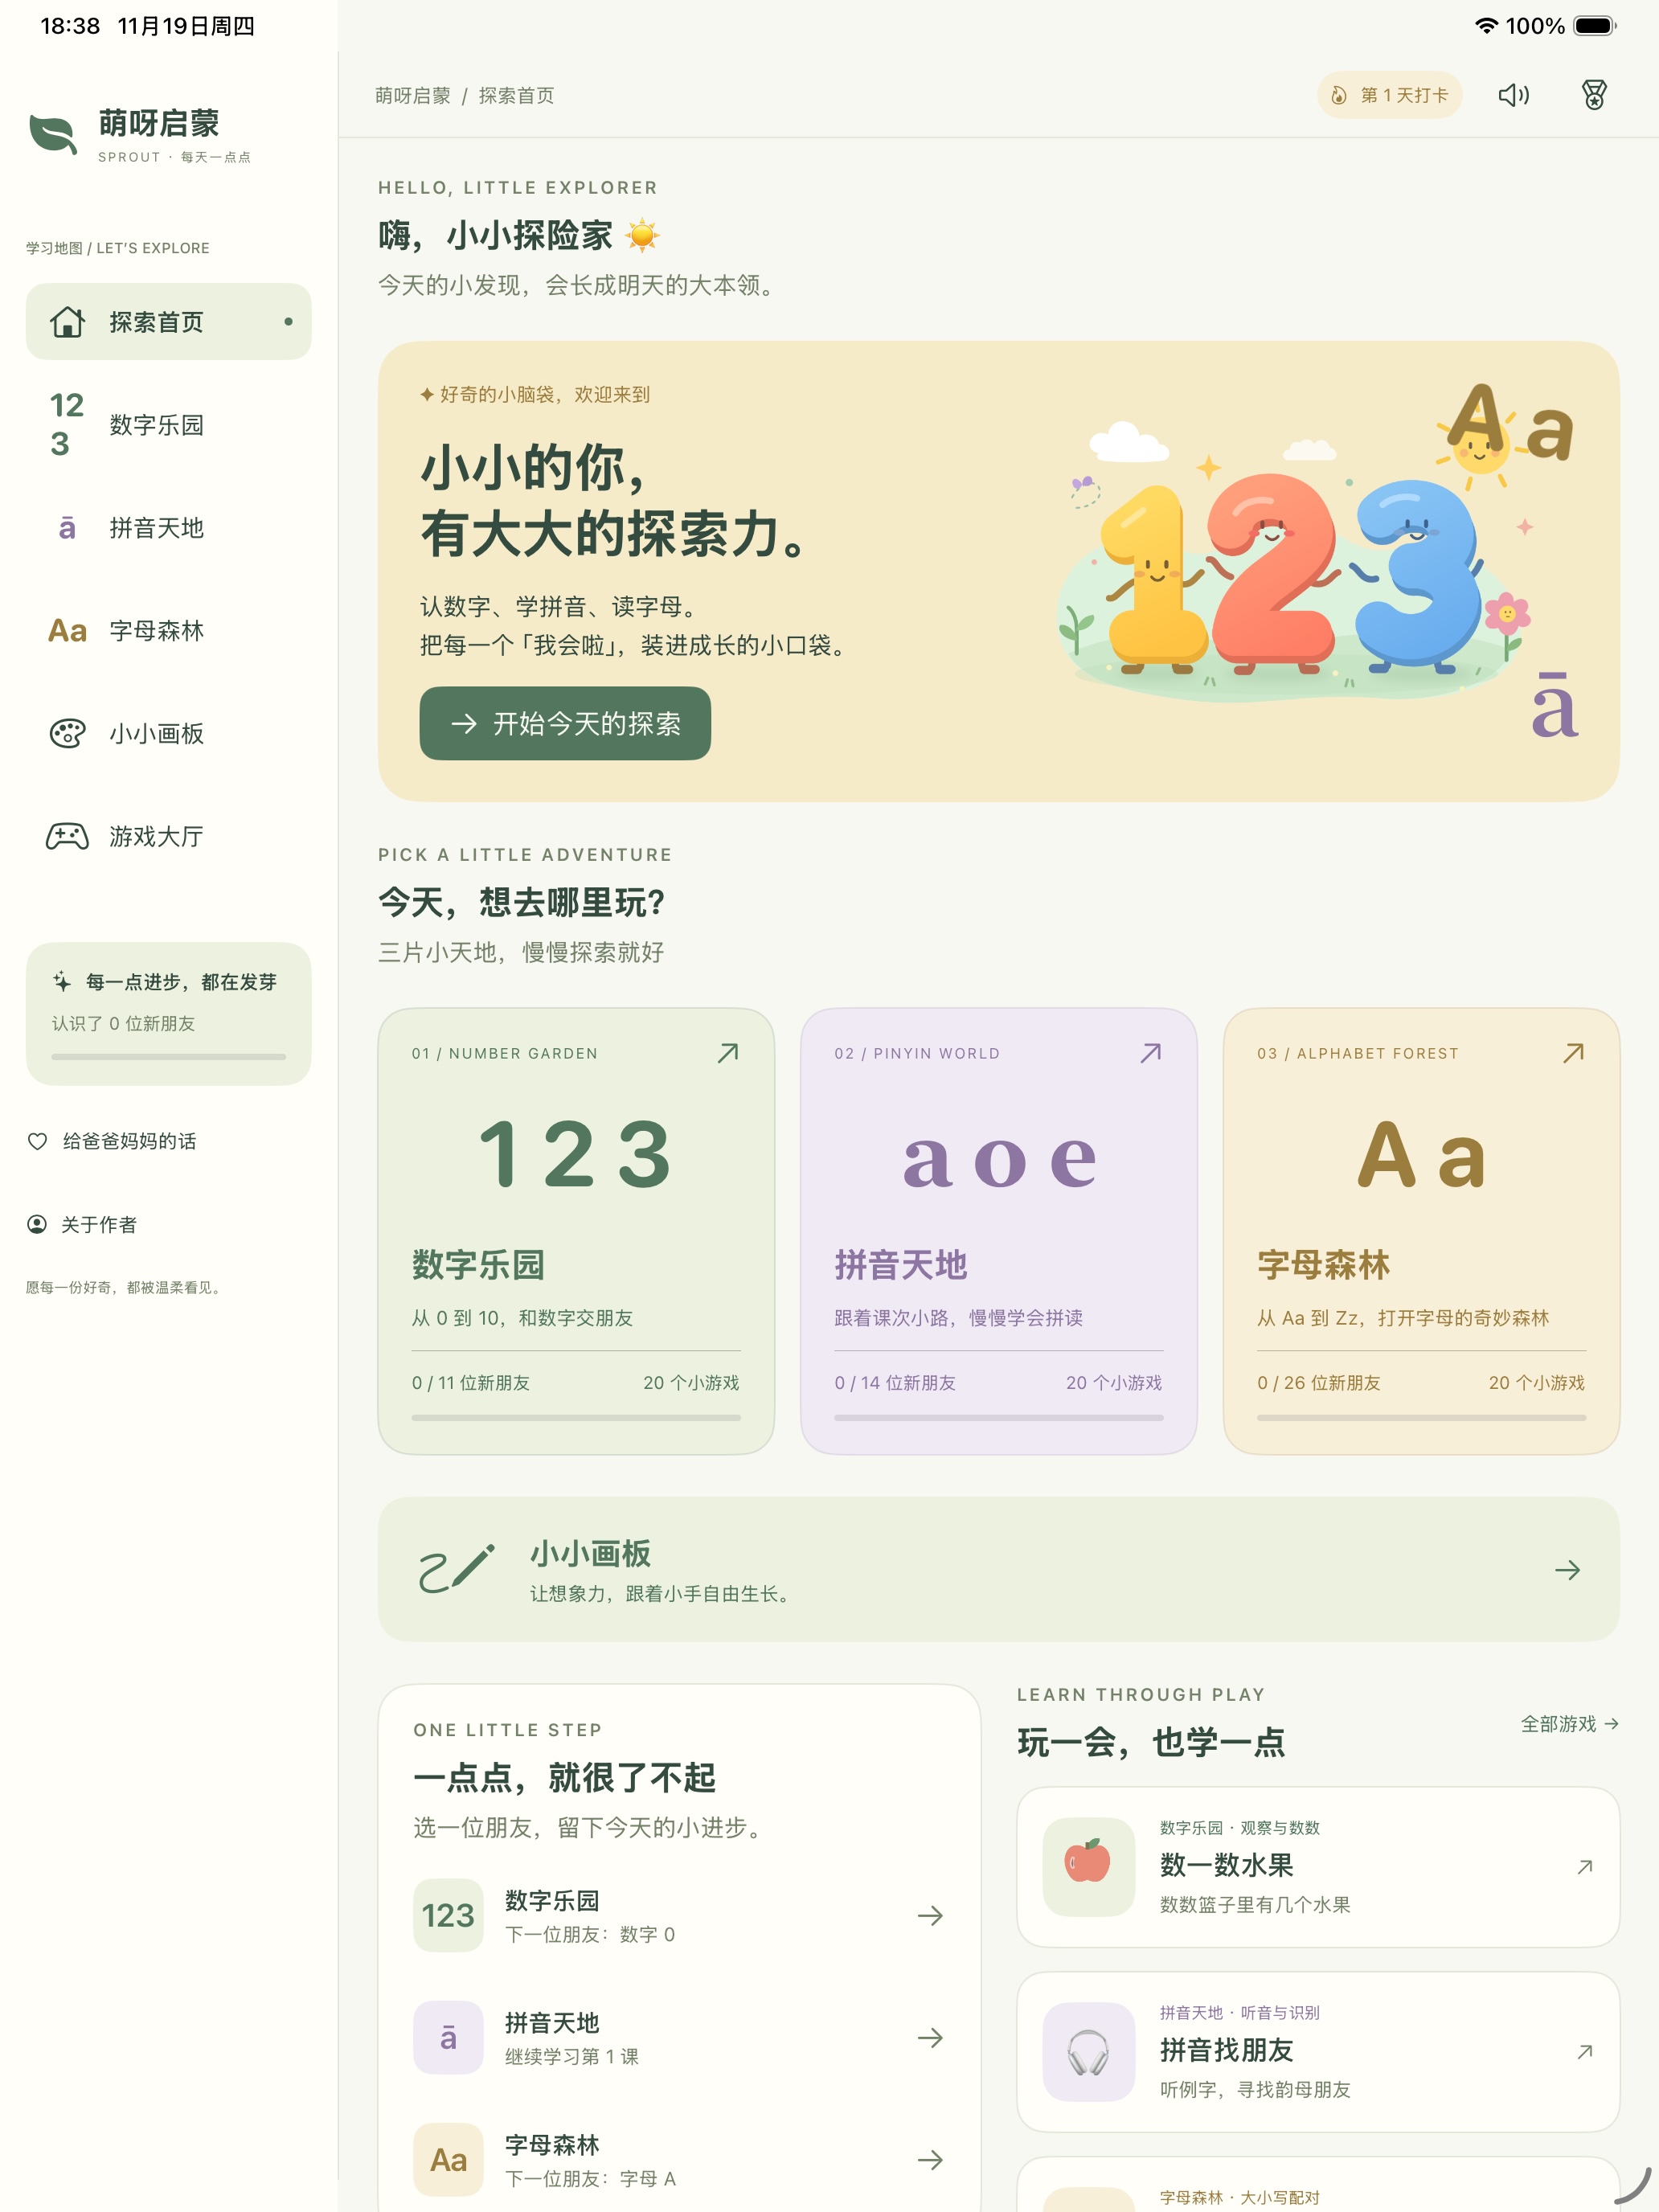 18:38 11月19日周四
100%
萌呀启蒙
SPROUT · 每天一点点
学习地图 / LET'S EXPLORE
探索首页
12
3
数字乐园
ā 拼音天地
Aa 字母森林
小小画板
游戏大厅
每一点进步，都在发芽
认识了 0 位新朋友
给爸爸妈妈的话
关于作者
愿每一份好奇，都被温柔看见。
萌呀启蒙 / 探索首页
第 1 天打卡
HELLO, LITTLE EXPLORER
嗨，小小探险家
今天的小发现，会长成明天的大本领。
好奇的小脑袋，欢迎来到
小小的你，
有大大的探索力。
认数字、学拼音、读字母。
把每一个「我会啦」，装进成长的小口袋。
→ 开始今天的探索
Aa
123
ā
PICK A LITTLE ADVENTURE
今天，想去哪里玩？
三片小天地，慢慢探索就好
01 / NUMBER GARDEN
1 2 3
数字乐园
从 0 到 10，和数字交朋友
0 / 11 位新朋友
20 个小游戏
02 / PINYIN WORLD
a o e
拼音天地
跟着课次小路，慢慢学会拼读
0 / 14 位新朋友
20 个小游戏
03 / ALPHABET FOREST
A a
字母森林
从 Aa 到 Zz，打开字母的奇妙森林
0 / 26 位新朋友
20 个小游戏
小小画板
让想象力，跟着小手自由生长。
ONE LITTLE STEP
一点点，就很了不起
选一位朋友，留下今天的小进步。
123
数字乐园
下一位朋友：数字 0
ā
拼音天地
继续学习第 1 课
Aa
字母森林
下一位朋友：字母 A
LEARN THROUGH PLAY
玩一会，也学一点
全部游戏 →
数字乐园 · 观察与数数
数一数水果
数数篮子里有几个水果
拼音天地 · 听音与识别
拼音找朋友
听例字，寻找韵母朋友
字母森林 · 大小写配对